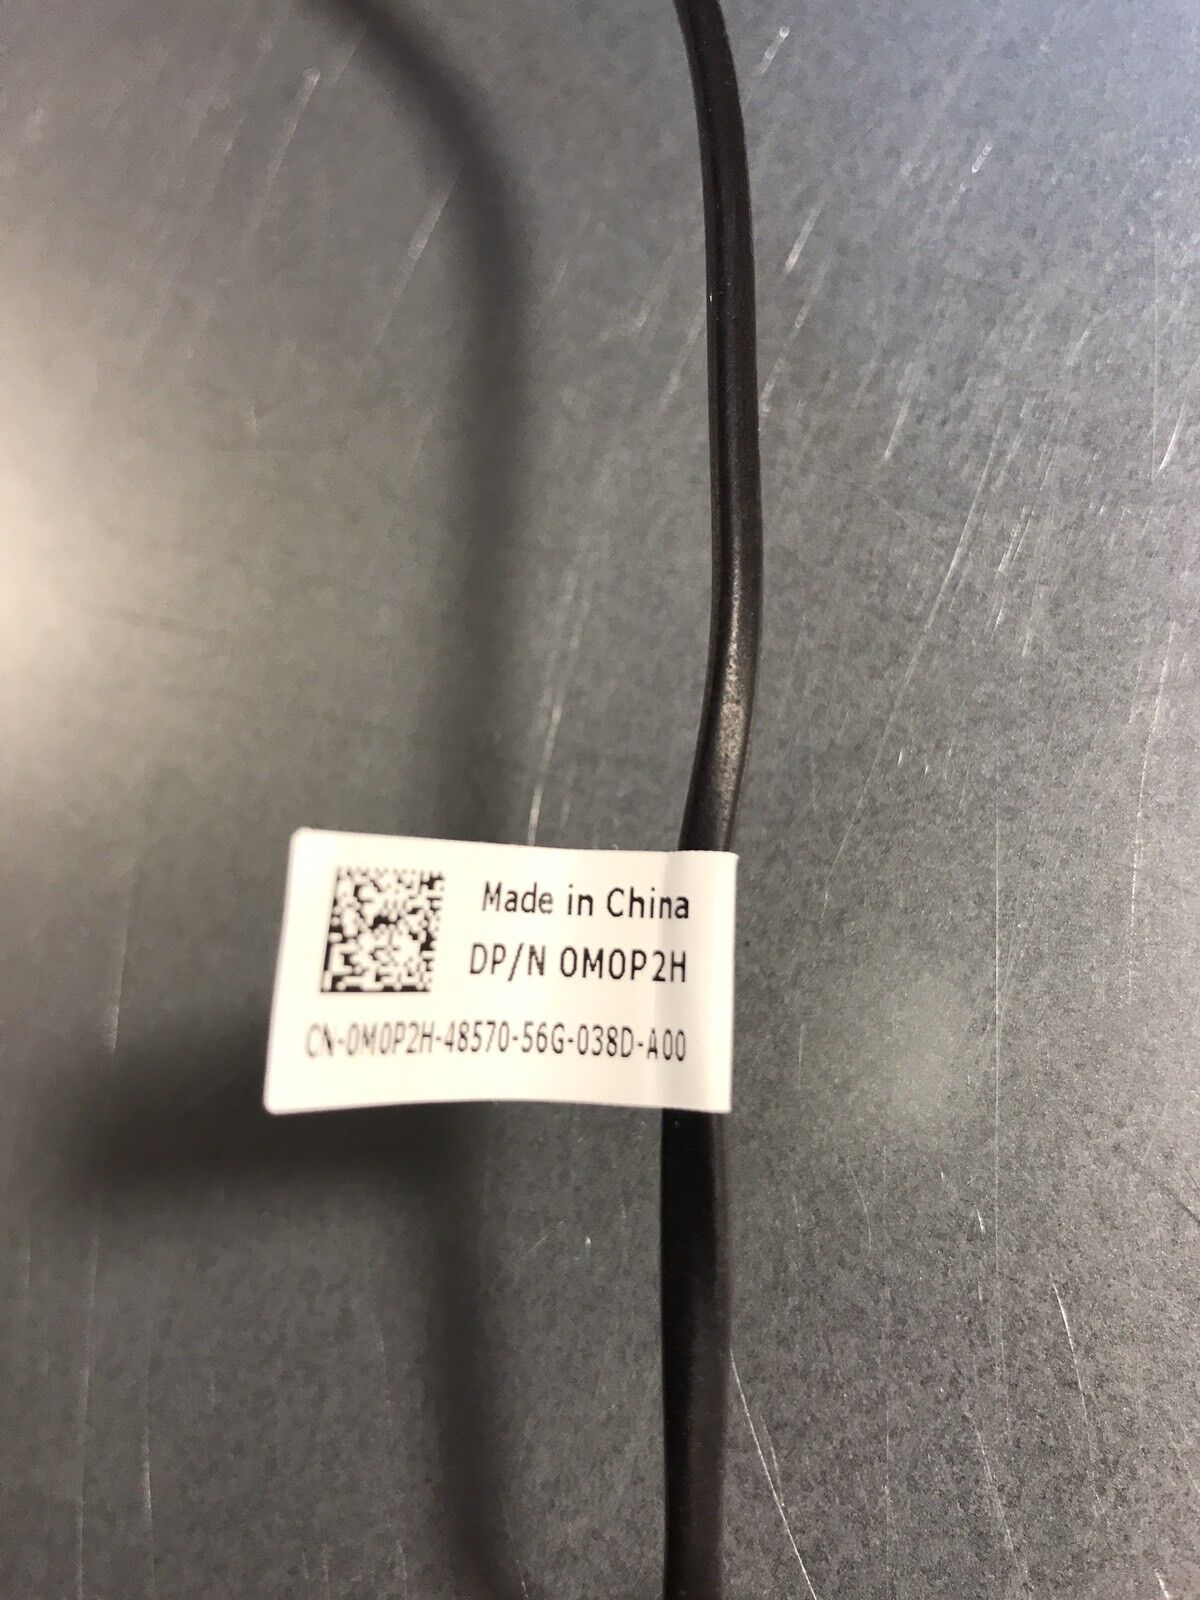 Made in China
DP/N 0M0P2H
CN-0M0P2H-48570-56G-038D-A00